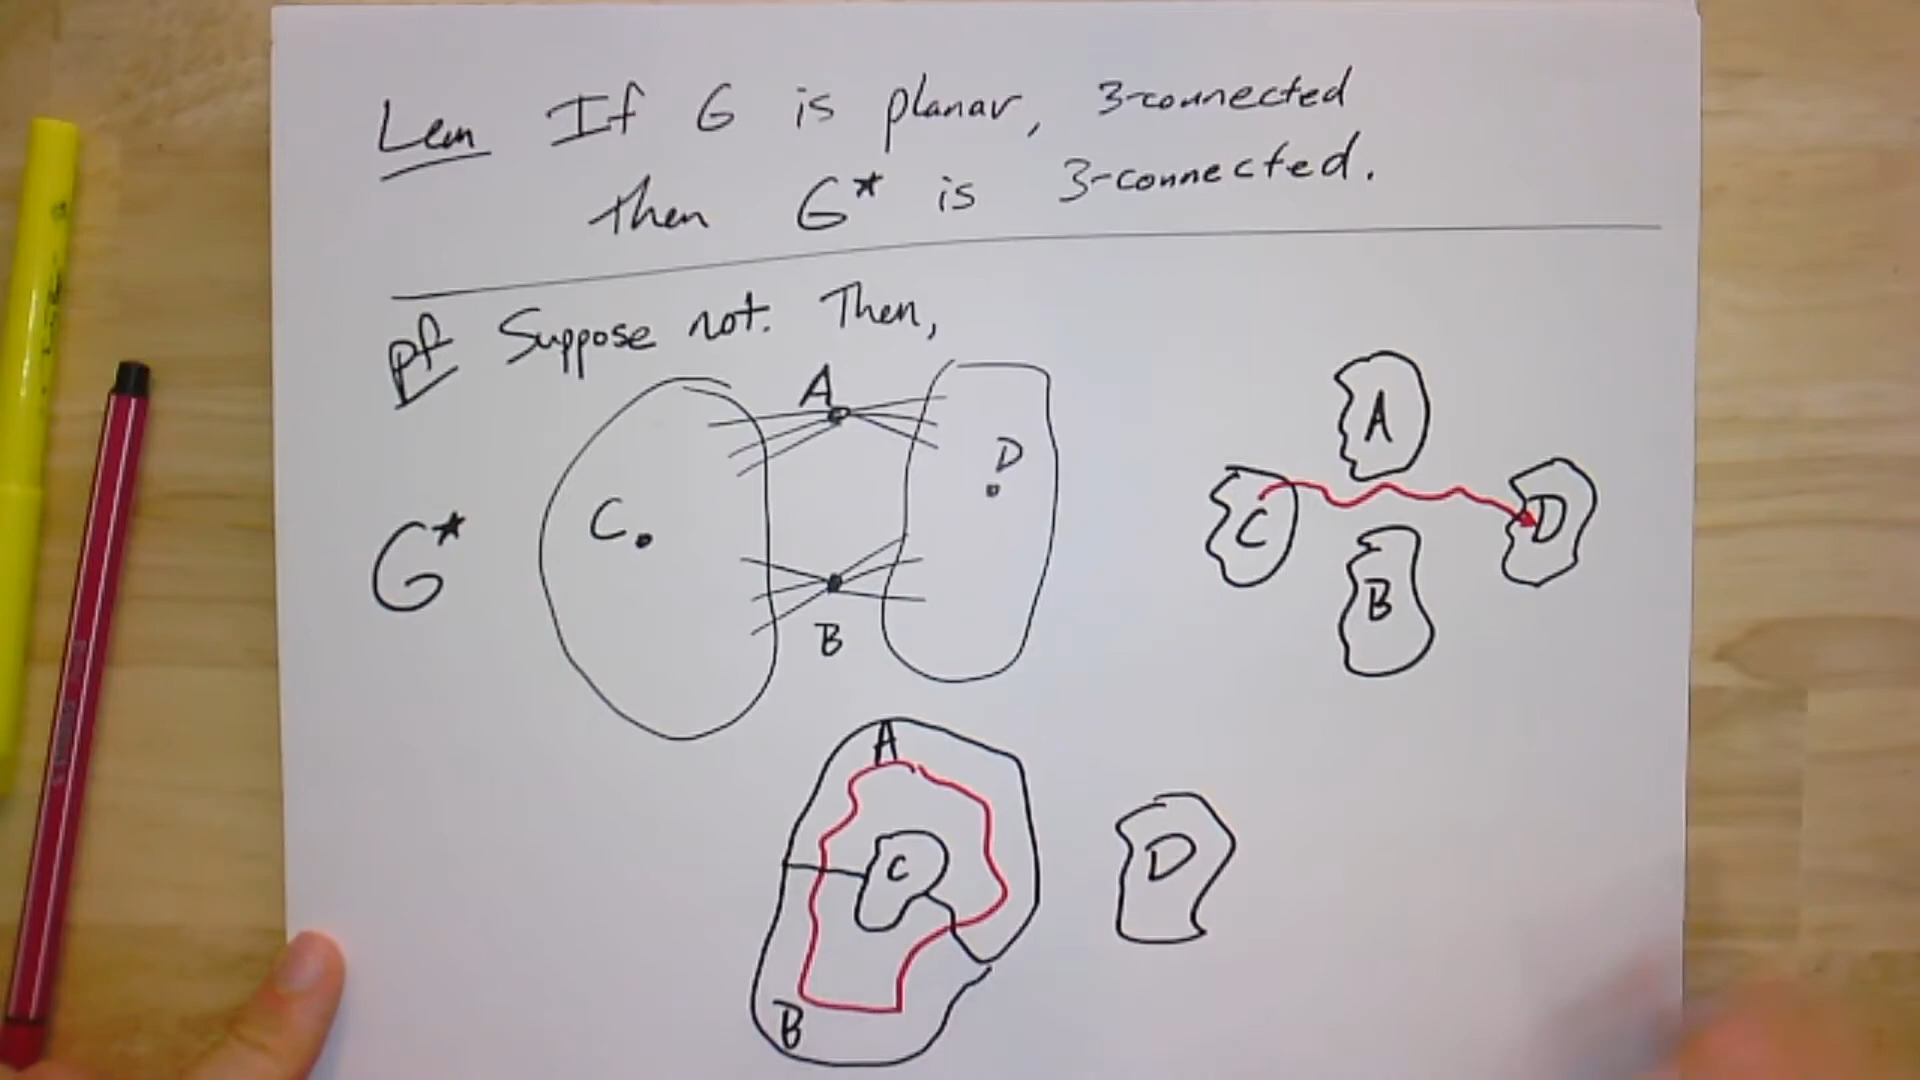 Lem If G is planar, 3-connected
then G* is 3-connected.
Pf Suppose not. Then,
A
D
C
G*
B
A
C
D
B
A
C
D
B